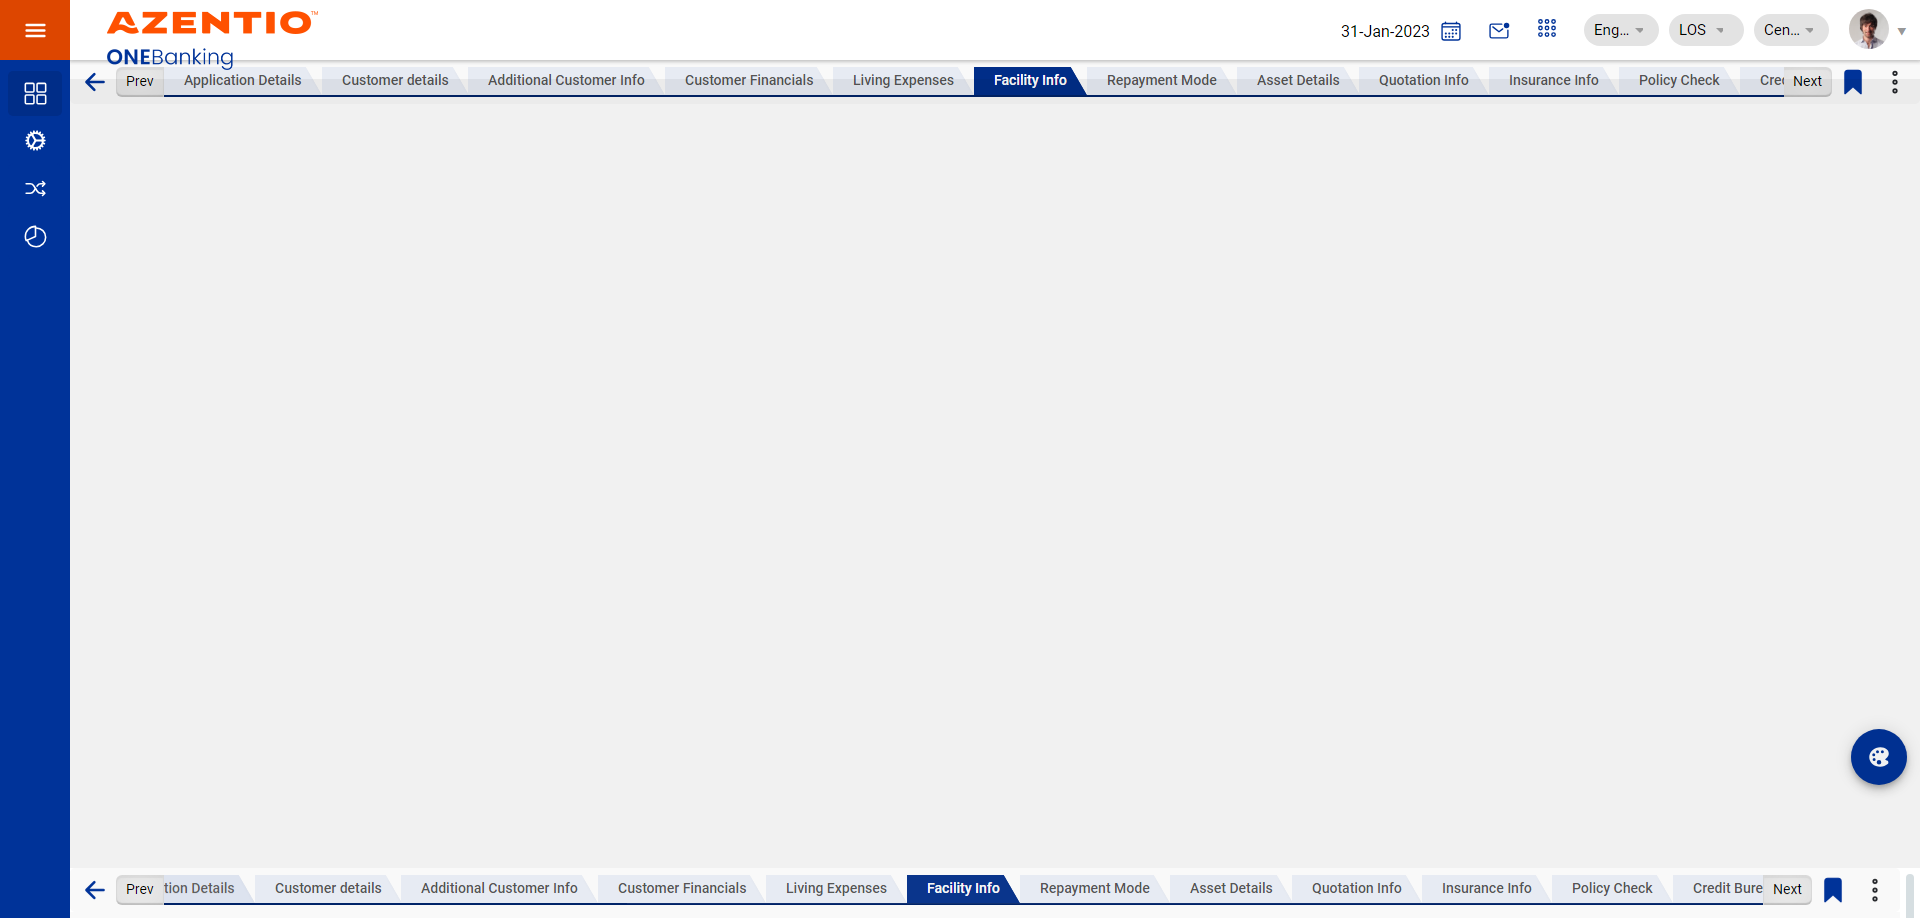 AZENTIO™
ONEBanking
31-Jan-2023
Eng...
LOS
Cen...
Prev
Application Details
Customer details
Additional Customer Info
Customer Financials
Living Expenses
Facility Info
Repayment Mode
Asset Details
Quotation Info
Insurance Info
Policy Check
Cre
Next
Prev
tion Details
Customer details
Additional Customer Info
Customer Financials
Living Expenses
Facility Info
Repayment Mode
Asset Details
Quotation Info
Insurance Info
Policy Check
Credit Bure
Next